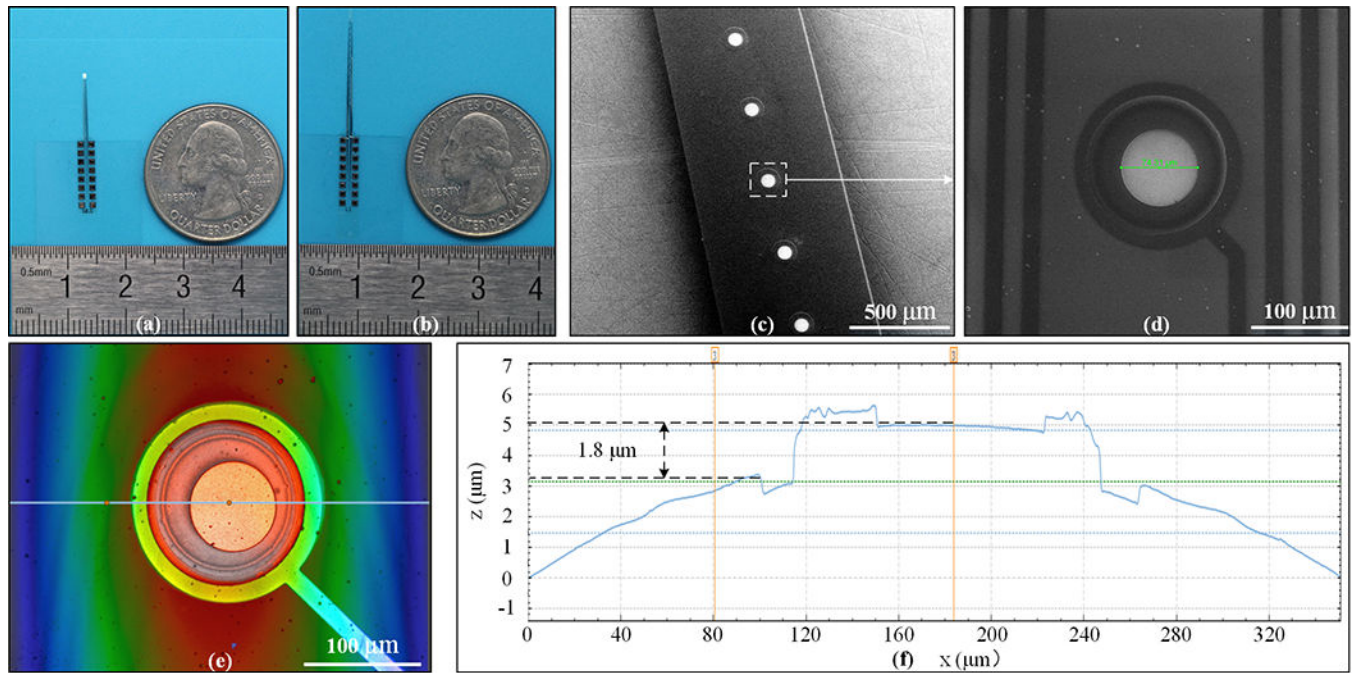 UNITED STATES OF AMERICA
LIBERTY
QUARTER DOLLAR
0.5mm
1 2 3 4
mm
(a)
UNITED STATES OF AMERICA
LIBERTY
QUARTER DOLLAR
0.5mm
1 2 3 4
mm
(b)
(c)
500 μm
(d)
100 μm
(e)
100 μm
7
6
5
4
3
2
1
0
-1
z (μm)
1.8 μm
0 40 80 120 160 200 240 280 320
(f) x (μm)